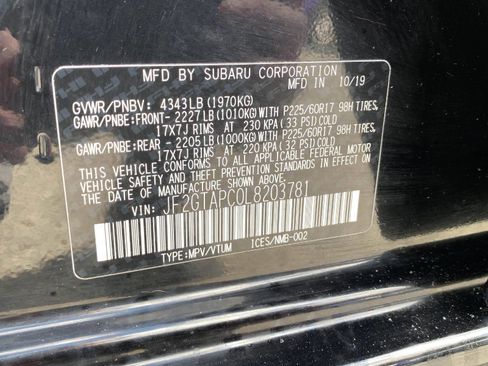 MFD BY SUBARU CORPORATION
MFD IN 10/19
GVWR/PNBV: 4343LB (1970KG)
GAWR/PNBE:FRONT- 2227LB (1010KG)WITH P225/60R17 98H TIRES,
17X7J RIMS AT 230 KPA (33 PSI) COLD
GAWR/PNBE:REAR - 2205LB (1000KG)WITH P225/60R17 98H TIRES,
17X7J RIMS AT 220 KPA (32 PSI) COLD
THIS VEHICLE CONFORMS TO ALL APPLICABLE FEDERAL MOTOR
VEHICLE SAFETY AND THEFT PREVENTION STANDARDS IN EFFECT ON
THE DATE OF MANUFACTURE SHOWN ABOVE.
VIN: JF2GTAPC0L8203781
TYPE:MPV/VTUM ICES/NMB-002